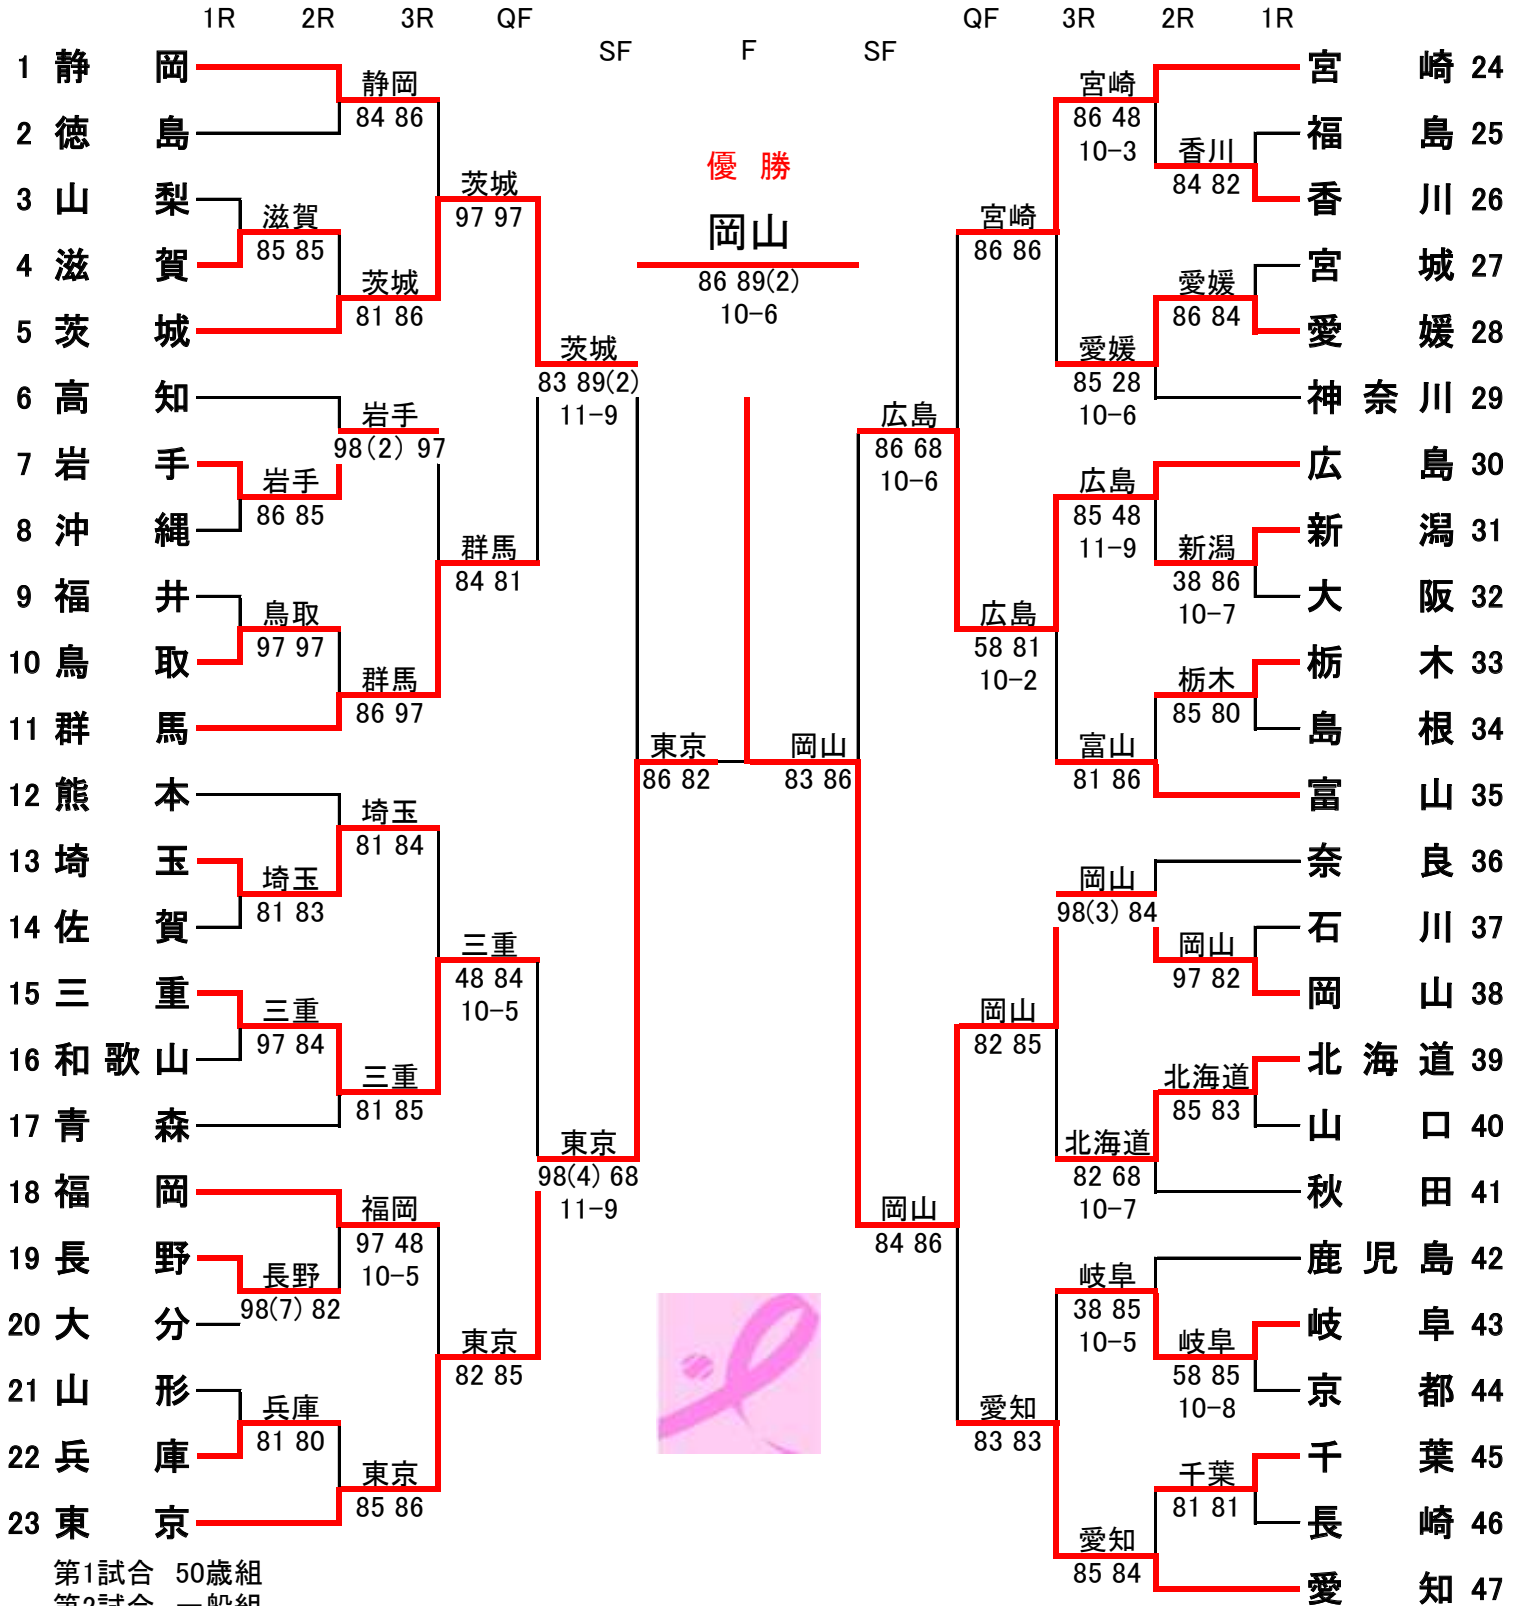 1R 2R 3R QF SF F SF QF 3R 2R 1R
1 静岡
2 徳島
3 山梨
4 滋賀
5 茨城
6 高知
7 岩手
8 沖縄
9 福井
10 鳥取
11 群馬
12 熊本
13 埼玉
14 佐賀
15 三重
16 和歌山
17 青森
18 福岡
19 長野
20 大分
21 山形
22 兵庫
23 東京
滋賀
85 85
岩手
86 85
鳥取
97 97
埼玉
81 83
三重
97 84
長野
98(7) 82
兵庫
81 80
静岡
84 86
茨城
81 86
岩手
98(2) 97
群馬
86 97
埼玉
81 84
三重
81 85
福岡
97 48
10-5
東京
85 86
茨城
97 97
群馬
84 81
三重
48 84
10-5
東京
82 85
茨城
83 89(2)
11-9
東京
98(4) 68
11-9
東京
86 82
優勝
岡山
86 89(2)
10-6
岡山
83 86
広島
86 68
10-6
岡山
84 86
宮崎
86 86
広島
58 81
10-2
岡山
82 85
愛知
83 83
宮崎
86 48
10-3
愛媛
85 28
10-6
広島
85 48
11-9
富山
81 86
岡山
98(3) 84
北海道
82 68
10-7
岐阜
38 85
10-5
愛知
85 84
香川
84 82
愛媛
86 84
新潟
38 86
10-7
栃木
85 80
岡山
97 82
北海道
85 83
岐阜
58 85
10-8
千葉
81 81
宮崎 24
福島 25
香川 26
宮城 27
愛媛 28
神奈川 29
広島 30
新潟 31
大阪 32
栃木 33
島根 34
富山 35
奈良 36
石川 37
岡山 38
北海道 39
山口 40
秋田 41
鹿児島 42
岐阜 43
京都 44
千葉 45
長崎 46
愛知 47
第1試合 50歳組
第2試合 一般組